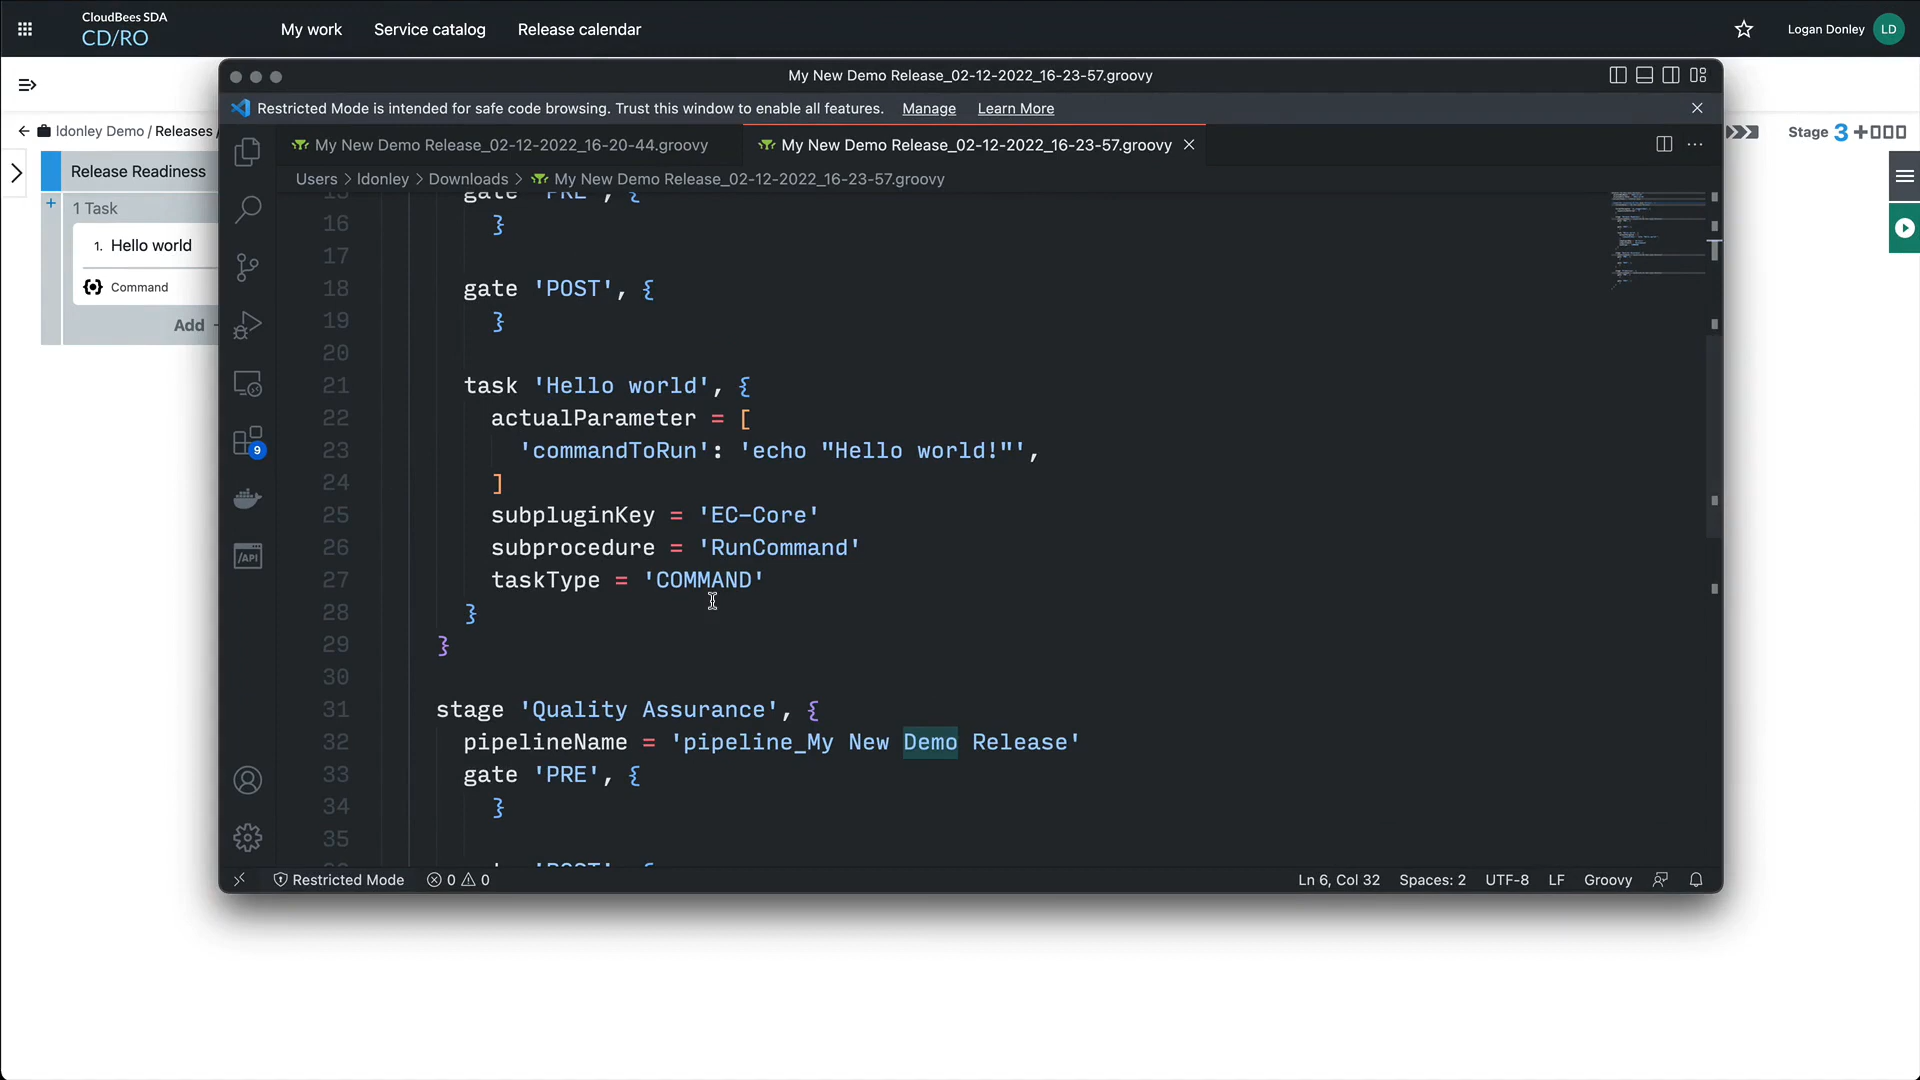 CloudBees SDA
CD/RO
My work
Service catalog
Release calendar
Logan Donley
LD
My New Demo Release_02-12-2022_16-23-57.groovy
Restricted Mode is intended for safe code browsing. Trust this window to enable all features.
Manage
Learn More
My New Demo Release_02-12-2022_16-20-44.groovy
My New Demo Release_02-12-2022_16-23-57.groovy
ldonley Demo / Releases /
Stage 3
Users > ldonley > Downloads > My New Demo Release_02-12-2022_16-23-57.groovy
Release Readiness
1 Task
1. Hello world
Command
Add
9
/API
15 gate 'PRE', {
16 }
17
18 gate 'POST', {
19 }
20
21 task 'Hello world', {
22 actualParameter = [
23 'commandToRun': 'echo "Hello world!"',
24 ]
25 subpluginKey = 'EC-Core'
26 subprocedure = 'RunCommand'
27 taskType = 'COMMAND'
28 }
29 }
30
31 stage 'Quality Assurance', {
32 pipelineName = 'pipeline_My New Demo Release'
33 gate 'PRE', {
34 }
35
Restricted Mode
0 0
Ln 6, Col 32
Spaces: 2
UTF-8
LF
Groovy